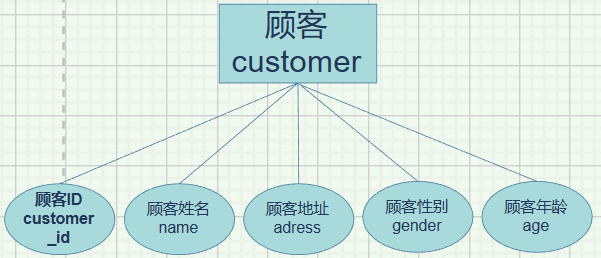 顾客
customer
顾客ID
customer
_id
顾客姓名
name
顾客地址
adress
顾客性别
gender
顾客年龄
age